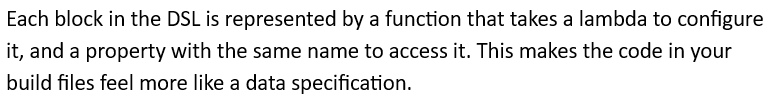 Each block in the DSL is represented by a function that takes a lambda to configure
it, and a property with the same name to access it. This makes the code in your
build files feel more like a data specification.